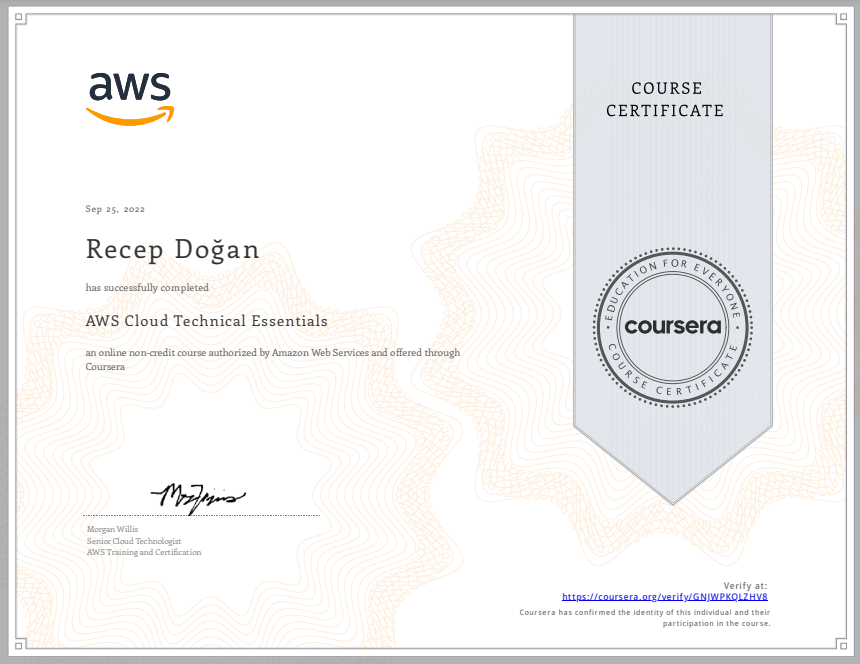 aws
COURSE
CERTIFICATE
Sep 25, 2022
Recep Doğan
has successfully completed
AWS Cloud Technical Essentials
an online non-credit course authorized by Amazon Web Services and offered through
Coursera
EDUCATION FOR EVERYONE
coursera
COURSE CERTIFICATE
Morgan Willis
Senior Cloud Technologist
AWS Training and Certification
Verify at:
https://coursera.org/verify/GNJWPKQLZHV8
Coursera has confirmed the identity of this individual and their
participation in the course.